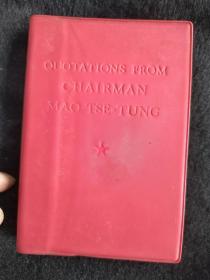 QUOTATIONS FROM
CHAIRMAN
MAO TSE-TUNG